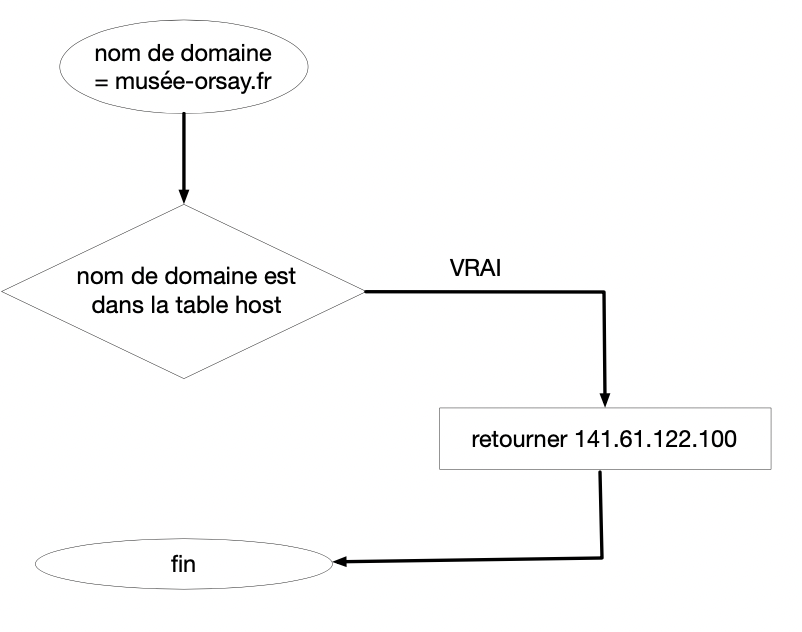 nom de domaine
= musée-orsay.fr
nom de domaine est
dans la table host
VRAI
retourner 141.61.122.100
fin